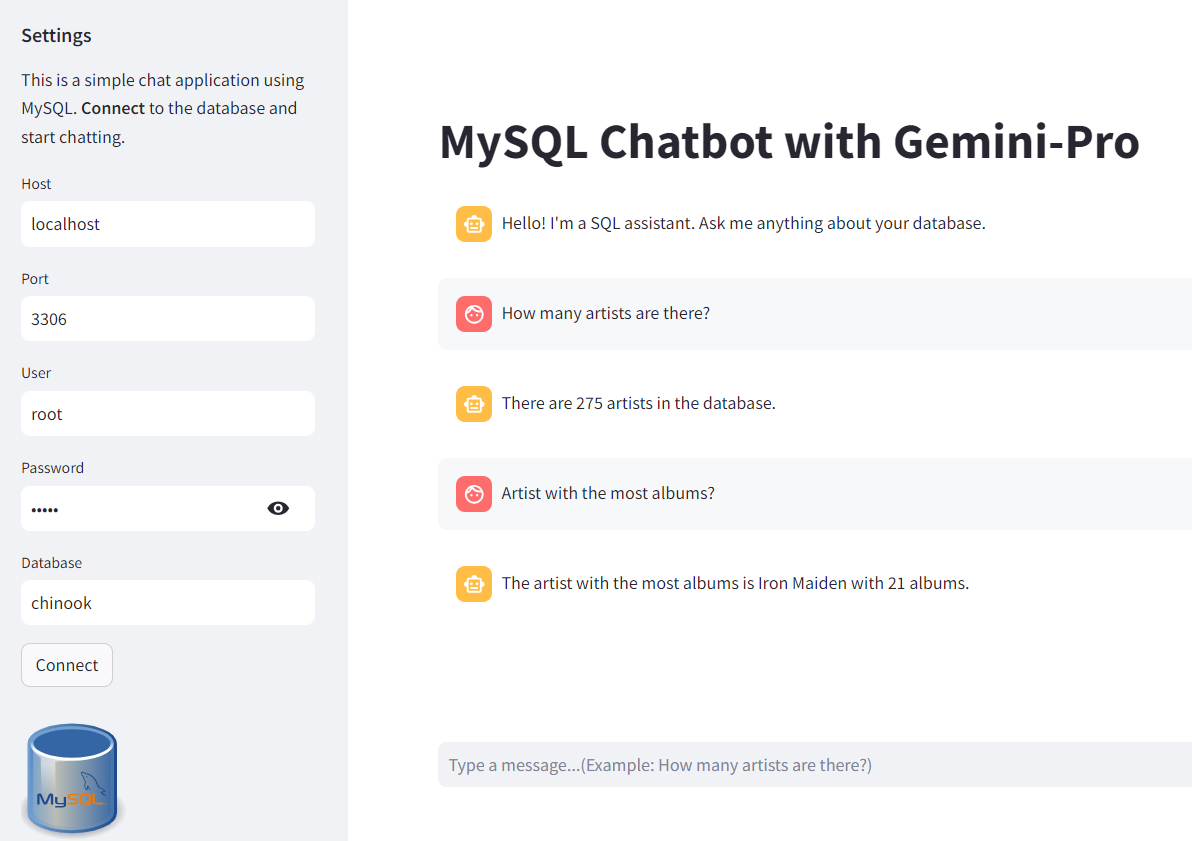 Settings
This is a simple chat application using
MySQL. Connect to the database and
start chatting.
Host
localhost
Port
3306
User
root
Password
•••••
Database
chinook
Connect
MySQL
MySQL Chatbot with Gemini-Pro
Hello! I'm a SQL assistant. Ask me anything about your database.
How many artists are there?
There are 275 artists in the database.
Artist with the most albums?
The artist with the most albums is Iron Maiden with 21 albums.
Type a message...(Example: How many artists are there?)